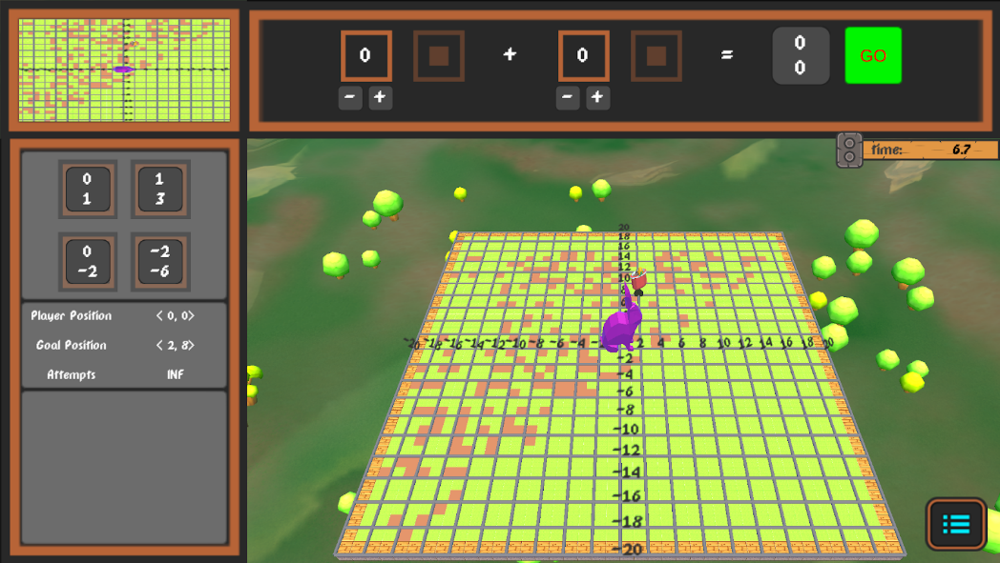 0 + 0 = 0 0 GO
- + - +
time: 6.7
0 1
1 3
0 -2
-2 -6
Player Position < 0, 0>
Goal Position < 2, 8>
Attempts INF
20
18
16
14
12
10
-20 -18 -16 -14 -12 -10 -8 -6 -4 2 4 6 8 10 12 14 16 18 20
-2
-4
-6
-8
-10
-12
-14
-16
-18
-20